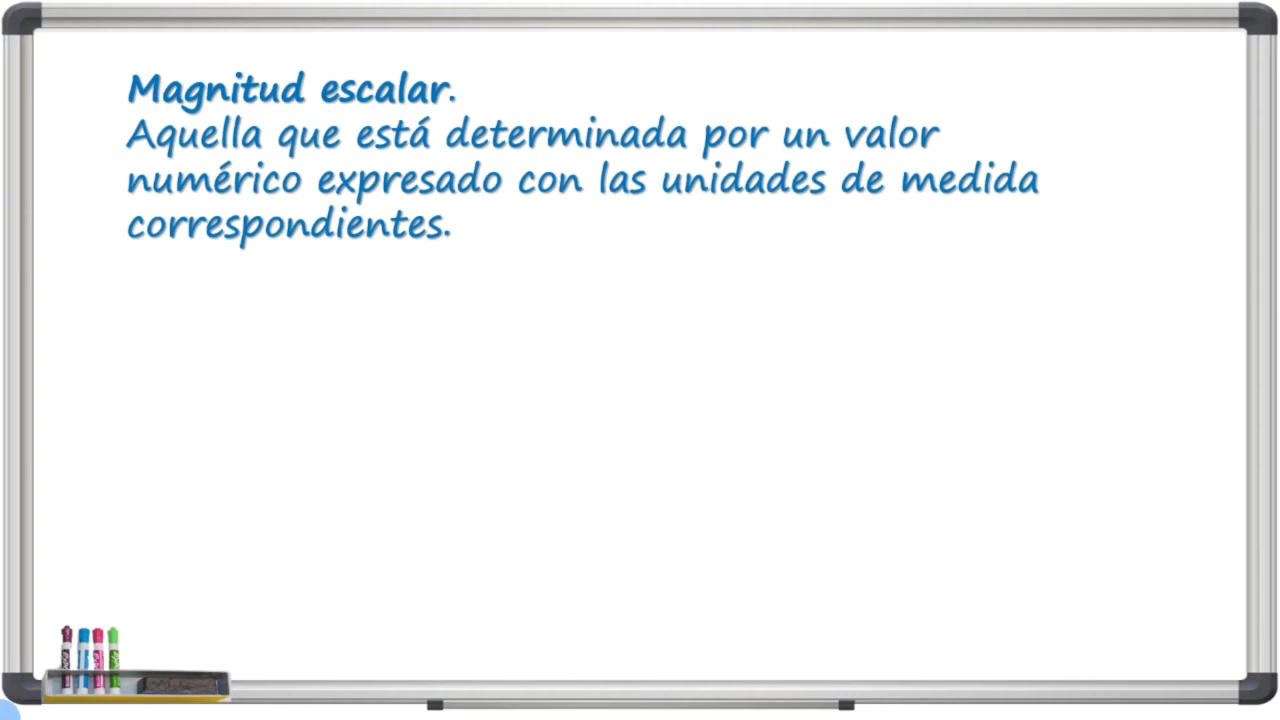 Magnitud escalar.
Aquella que está determinada por un valor
numérico expresado con las unidades de medida
correspondientes.